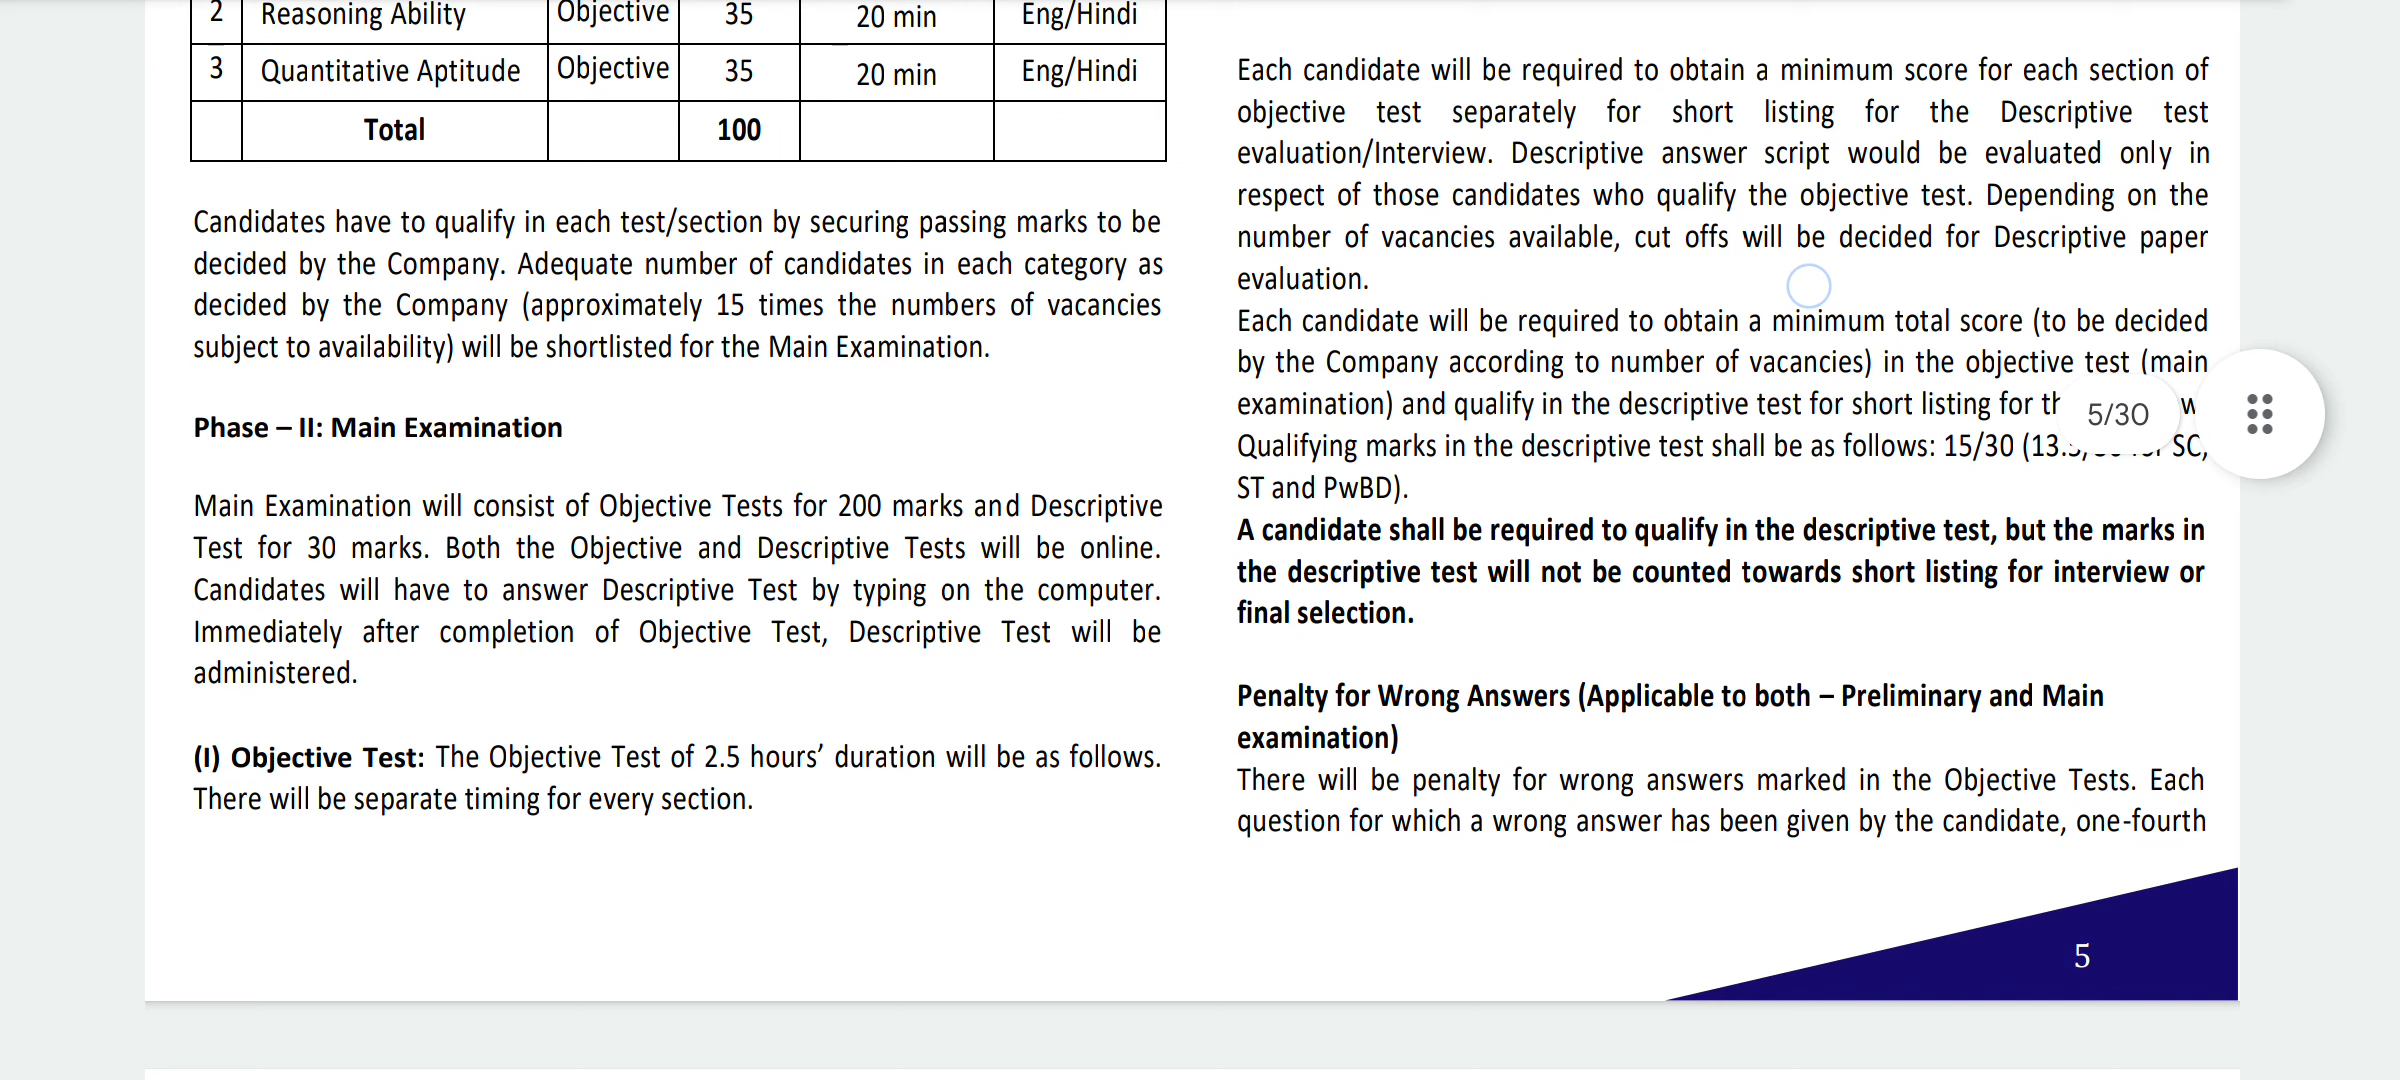 2 Reasoning Ability Objective 35 20 min Eng/Hindi
3 Quantitative Aptitude Objective 35 20 min Eng/Hindi
Total 100
Candidates have to qualify in each test/section by securing passing marks to be
decided by the Company. Adequate number of candidates in each category as
decided by the Company (approximately 15 times the numbers of vacancies
subject to availability) will be shortlisted for the Main Examination.
Phase – II: Main Examination
Main Examination will consist of Objective Tests for 200 marks and Descriptive
Test for 30 marks. Both the Objective and Descriptive Tests will be online.
Candidates will have to answer Descriptive Test by typing on the computer.
Immediately after completion of Objective Test, Descriptive Test will be
administered.
(I) Objective Test: The Objective Test of 2.5 hours’ duration will be as follows.
There will be separate timing for every section.
Each candidate will be required to obtain a minimum score for each section of
objective test separately for short listing for the Descriptive test
evaluation/Interview. Descriptive answer script would be evaluated only in
respect of those candidates who qualify the objective test. Depending on the
number of vacancies available, cut offs will be decided for Descriptive paper
evaluation.
Each candidate will be required to obtain a minimum total score (to be decided
by the Company according to number of vacancies) in the objective test (main
examination) and qualify in the descriptive test for short listing for
Qualifying marks in the descriptive test shall be as follows: 15/30 SC,
ST and PwBD).
A candidate shall be required to qualify in the descriptive test, but the marks in
the descriptive test will not be counted towards short listing for interview or
final selection.
Penalty for Wrong Answers (Applicable to both – Preliminary and Main
examination)
There will be penalty for wrong answers marked in the Objective Tests. Each
question for which a wrong answer has been given by the candidate, one-fourth
5/30
5